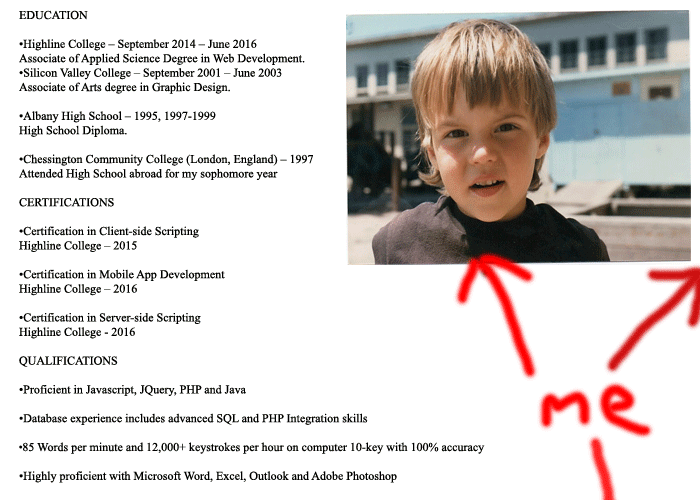 EDUCATION
•Highline College – September 2014 – June 2016
Associate of Applied Science Degree in Web Development.
•Silicon Valley College – September 2001 – June 2003
Associate of Arts degree in Graphic Design.
•Albany High School – 1995, 1997-1999
High School Diploma.
•Chessington Community College (London, England) – 1997
Attended High School abroad for my sophomore year
CERTIFICATIONS
•Certification in Client-side Scripting
Highline College – 2015
•Certification in Mobile App Development
Highline College – 2016
•Certification in Server-side Scripting
Highline College - 2016
QUALIFICATIONS
•Proficient in Javascript, JQuery, PHP and Java
•Database experience includes advanced SQL and PHP Integration skills
•85 Words per minute and 12,000+ keystrokes per hour on computer 10-key with 100% accuracy
•Highly proficient with Microsoft Word, Excel, Outlook and Adobe Photoshop
me